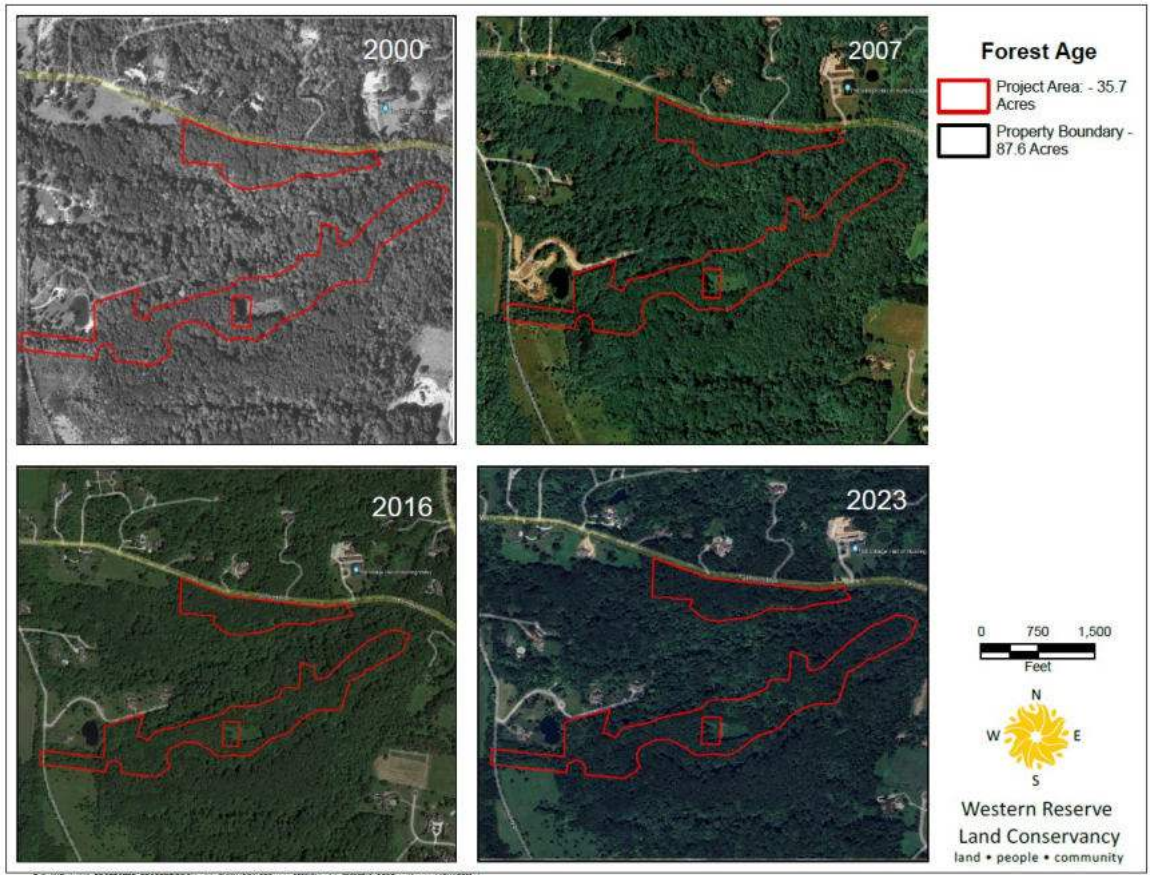 2000
2007
Forest Age
Project Area: - 35.7
Acres
Property Boundary -
87.6 Acres
2016
2023
0 750 1,500
Feet
N
W E
S
Western Reserve
Land Conservancy
land • people • community